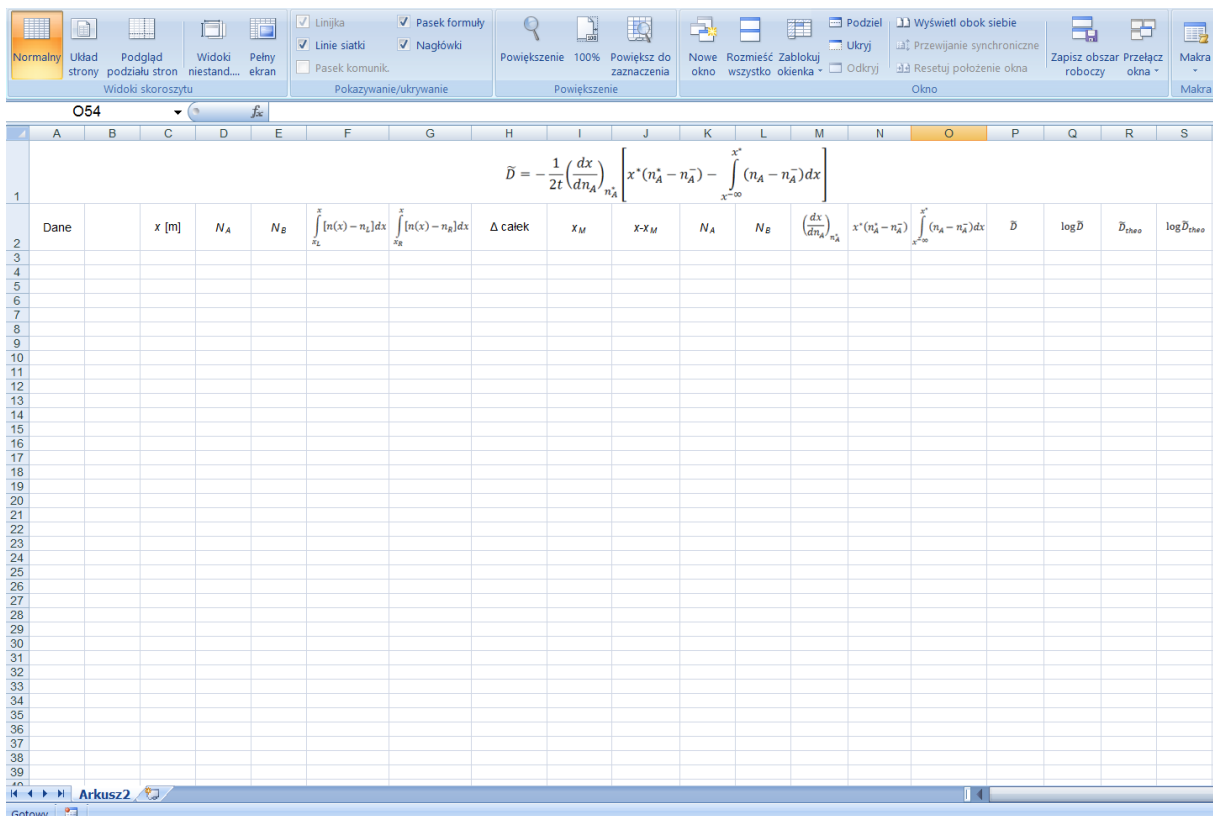 Linijka Pasek formuły
Linie siatki Nagłówki
Pasek komunik.
Normalny Układ strony Podgląd podziału stron Widoki niestand.... Pełny ekran
Powiększenie 100% Powiększ do zaznaczenia
Nowe okno Rozmieść wszystko Zablokuj okienka
Podziel Wyświetl obok siebie
Ukryj Przewijanie synchroniczne
Odkryj Resetuj położenie okna
Zapisz obszar roboczy Przełącz okna Makra
Widoki skoroszytu Pokazywanie/ukrywanie Powiększenie Okno Makra
O54 fx
A B C D E F G H I J K L M N O P Q R S
1 D̃ = −1/2t (dx/dn_A)_{n*_A} [x*(n*_A − n⁻_A) − ∫_{x^{−∞}}^{x*} (n_A − n⁻_A)dx]
2 Dane x [m] N_A N_B ∫_{x_L}^{x} [n(x) − n_L]dx ∫_{x_R}^{x} [n(x) − n_R]dx Δ całek x_M x-x_M N_A N_B (dx/dn_A)_{n*_A} x*(n*_A − n⁻_A) ∫_{x^{−∞}}^{x*} (n_A − n⁻_A)dx D̃ logD̃ D̃_theo logD̃_theo
3
4
5
6
7
8
9
10
11
12
13
14
15
16
17
18
19
20
21
22
23
24
25
26
27
28
29
30
31
32
33
34
35
36
37
38
39
Arkusz2
Gotowy